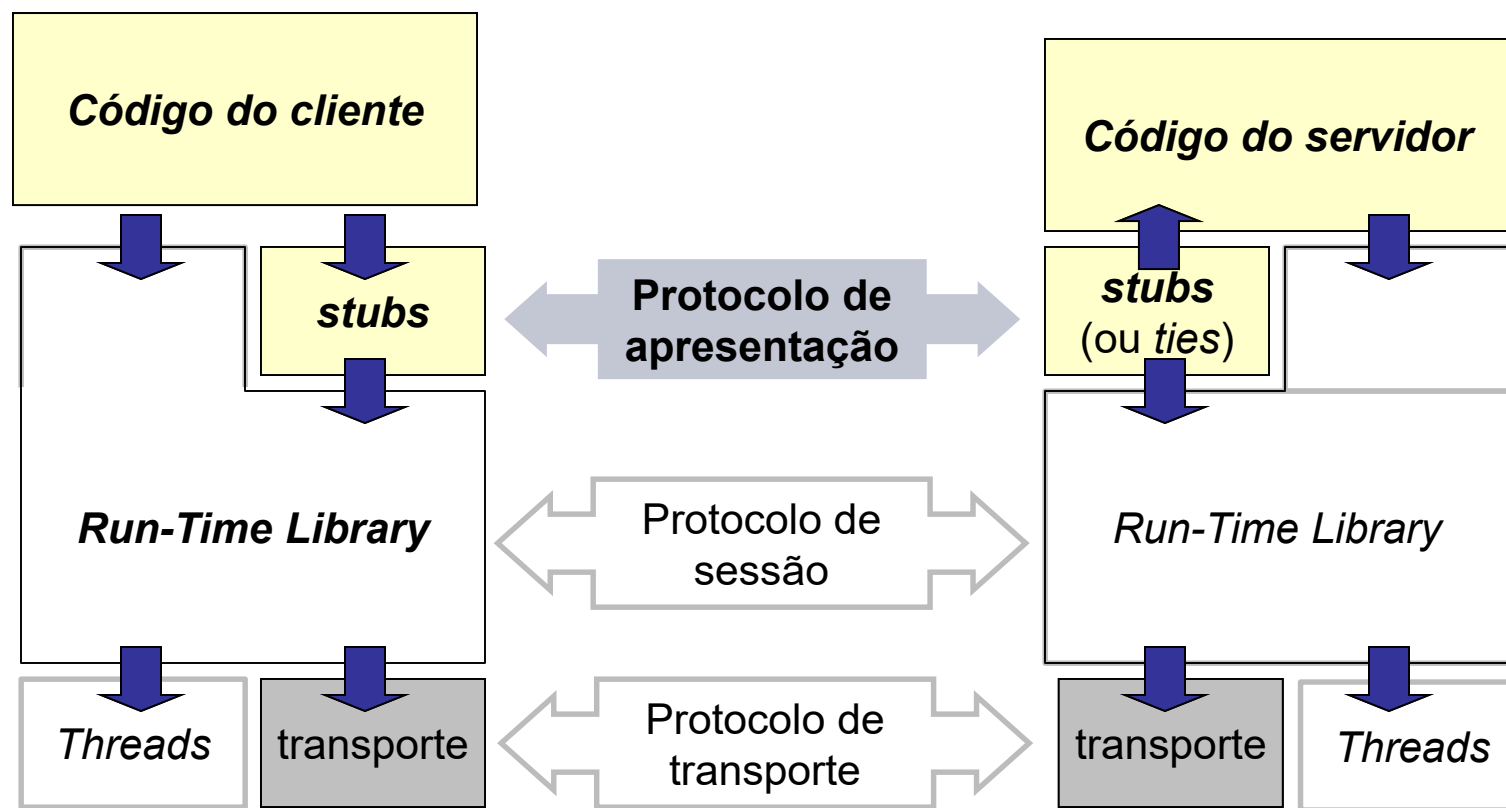 Código do cliente
Código do servidor
stubs
Protocolo de
apresentação
stubs
(ou ties)
Run-Time Library
Protocolo de
sessão
Run-Time Library
Threads
transporte
Protocolo de
transporte
transporte
Threads